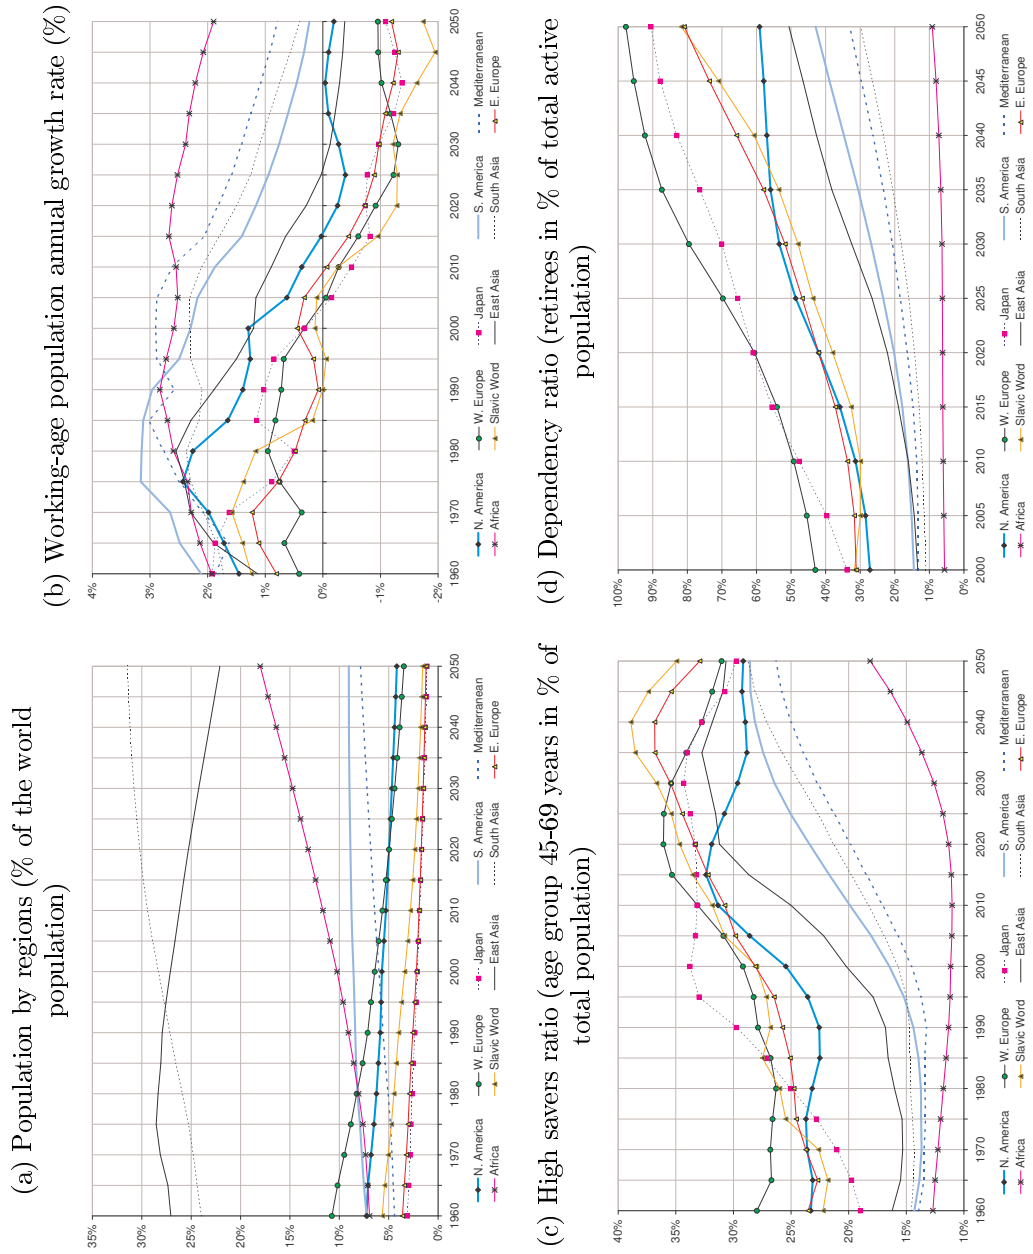 (a) Population by regions (% of the world
population)
35%
30%
25%
20%
15%
10%
5%
0%
1960 1970 1980 1990 2000 2010 2020 2030 2040 2050
N. America W. Europe Japan S. America Mediterranean
Africa Slavic Word East Asia South Asia E. Europe
(b) Working-age population annual growth rate (%)
4%
3%
2%
1%
0%
-1%
-2%
1960 1970 1980 1990 2000 2010 2020 2030 2040 2050
N. America W. Europe Japan S. America Mediterranean
Africa Slavic Word East Asia South Asia E. Europe
(c) High savers ratio (age group 45-69 years in % of
total population)
40%
35%
30%
25%
20%
15%
10%
1960 1970 1980 1990 2000 2010 2020 2030 2040 2050
N. America W. Europe Japan S. America Mediterranean
Africa Slavic Word East Asia South Asia E. Europe
(d) Dependency ratio (retirees in % of total active
population)
100%
90%
80%
70%
60%
50%
40%
30%
20%
10%
0%
2000 2005 2010 2015 2020 2025 2030 2035 2040 2045 2050
N. America W. Europe Japan S. America Mediterranean
Africa Slavic Word East Asia South Asia E. Europe